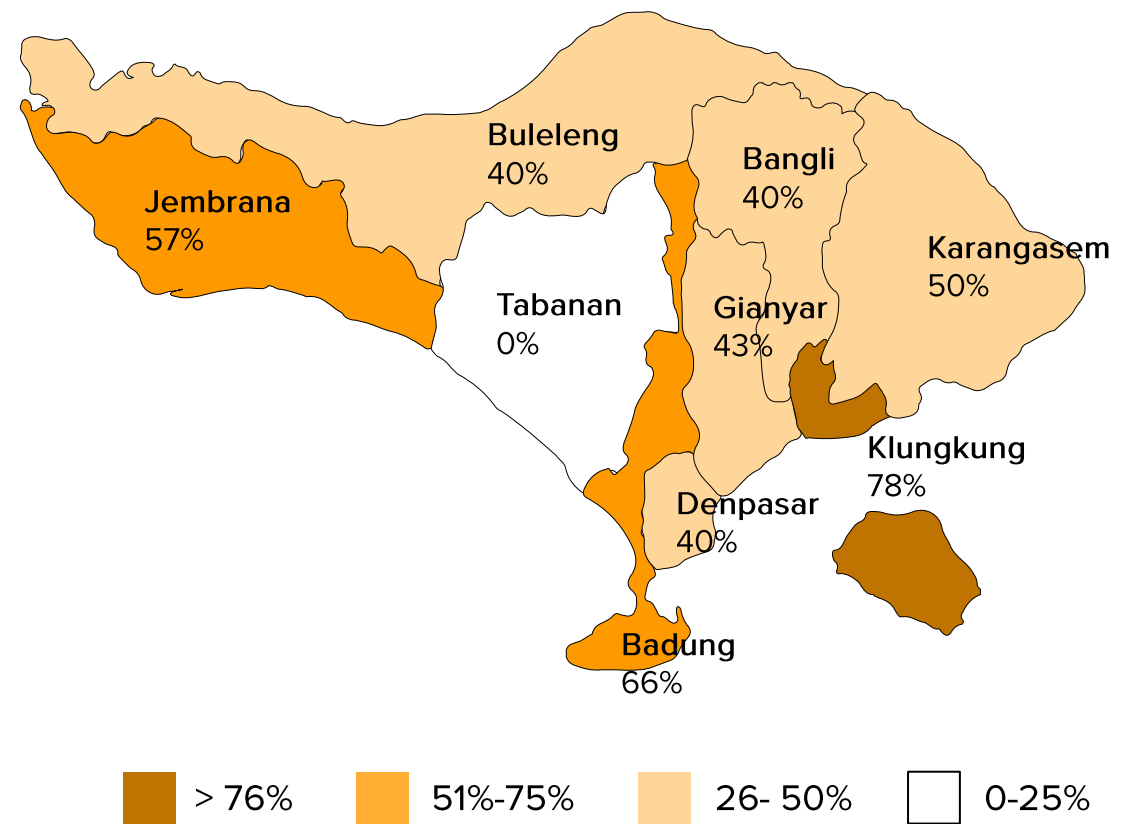 Buleleng
40%
Bangli
40%
Jembrana
57%
Karangasem
50%
Tabanan
0%
Gianyar
43%
Klungkung
78%
Denpasar
40%
Badung
66%
> 76%
51%-75%
26- 50%
0-25%